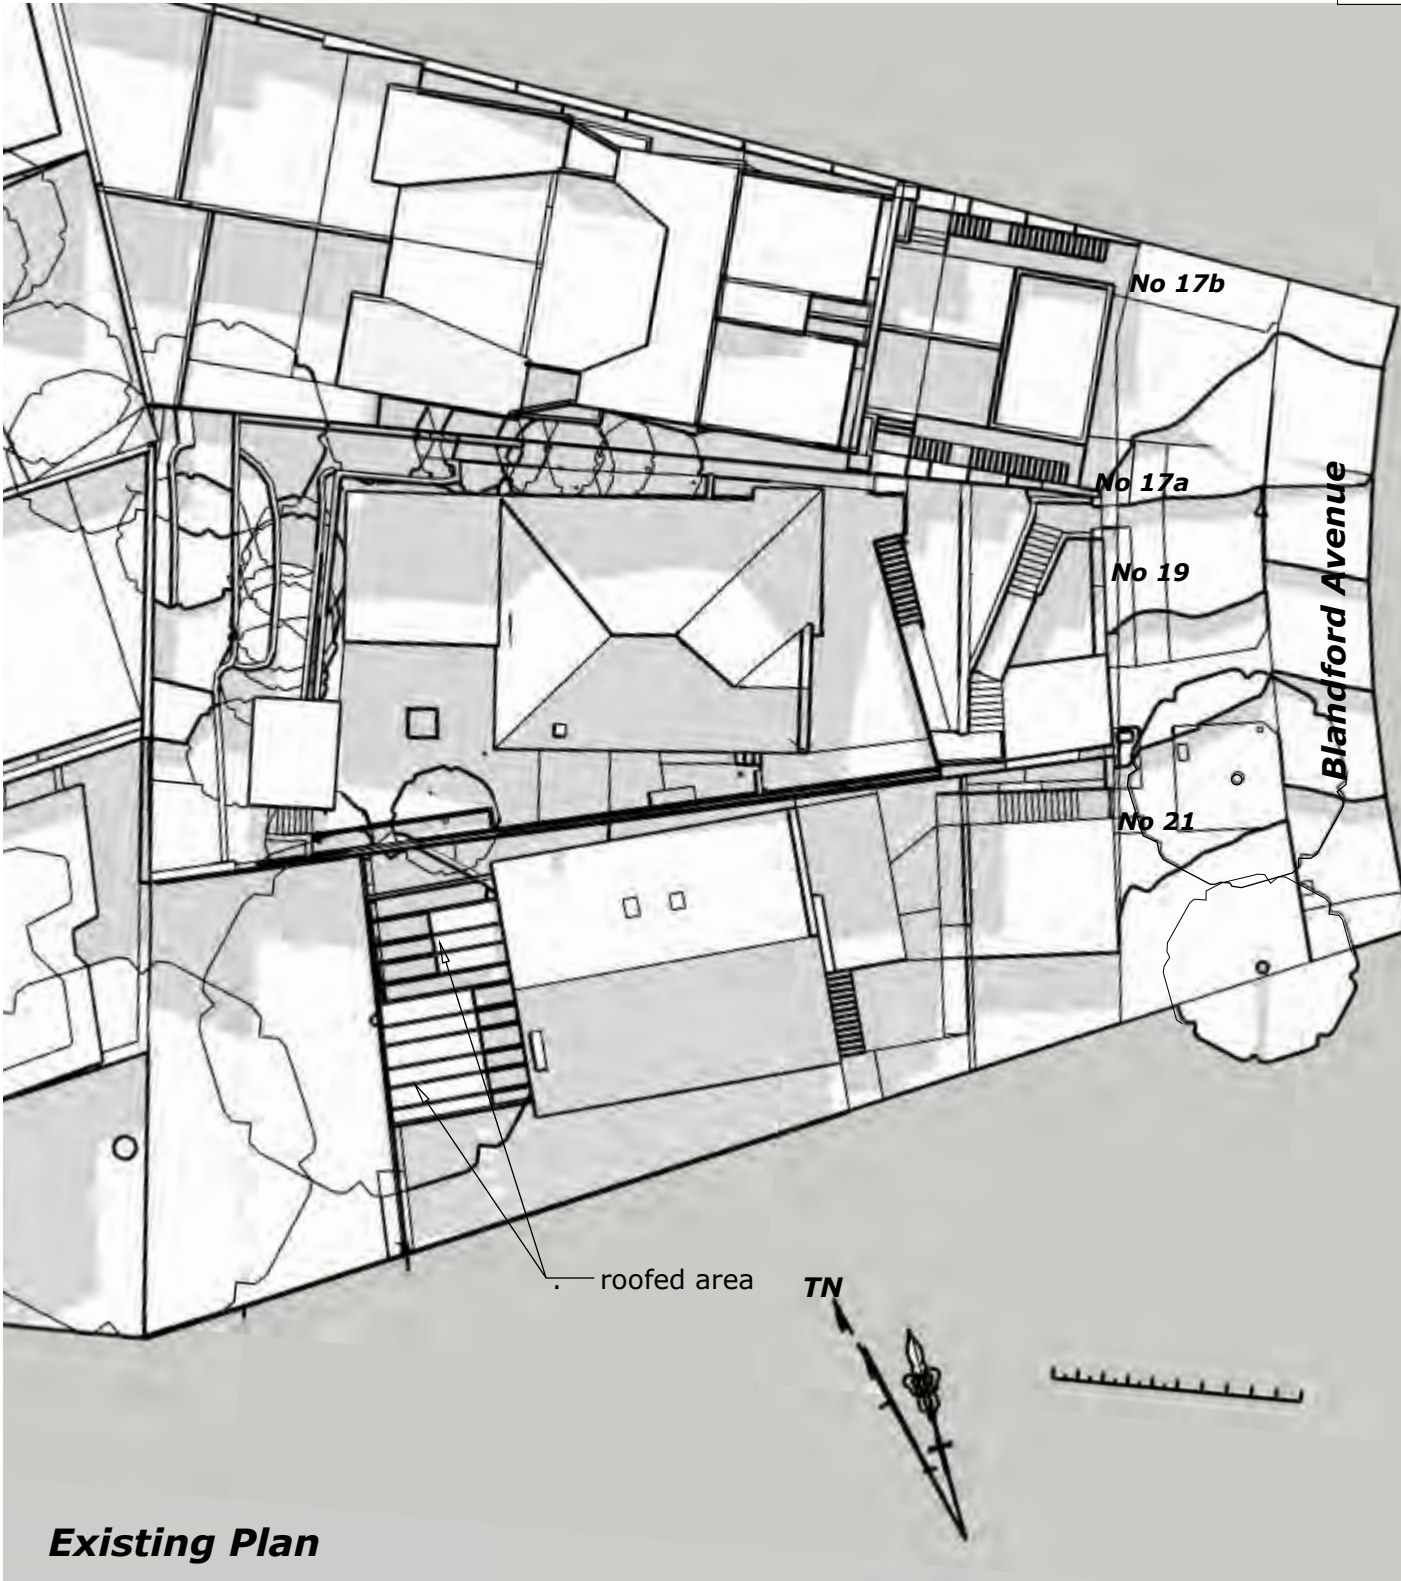 No 17b
No 17a
No 19
Blandford Avenue
No 21
roofed area
TN
Existing Plan